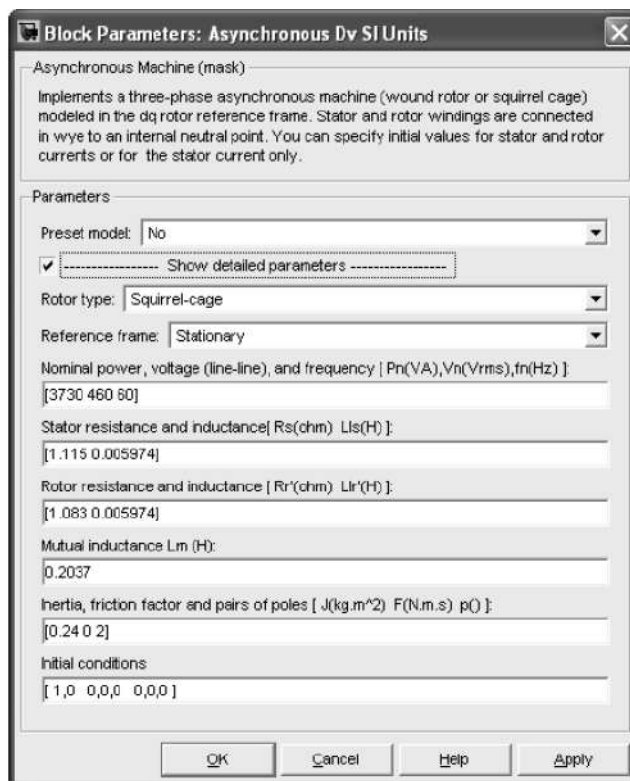 Block Parameters: Asynchronous Dv SI Units
Asynchronous Machine (mask)
Implements a three-phase asynchronous machine (wound rotor or squirrel cage)
modeled in the dq rotor reference frame. Stator and rotor windings are connected
in wye to an internal neutral point. You can specify initial values for stator and rotor
currents or for the stator current only.
Parameters
Preset model: No
----------------- Show detailed parameters -----------------
Rotor type: Squirrel-cage
Reference frame: Stationary
Nominal power, voltage (line-line), and frequency [ Pn(VA),Vn(Vrms),fn(Hz) ]:
[3730 460 60]
Stator resistance and inductance[ Rs(ohm) Lls(H) ]:
[1.115 0.005974]
Rotor resistance and inductance [ Rr'(ohm) Llr'(H) ]:
[1.083 0.005974]
Mutual inductance Lm (H):
0.2037
Inertia, friction factor and pairs of poles [ J(kg.m^2) F(N.m.s) p() ]:
[0.24 0 2]
Initial conditions
[ 1,0 0,0,0 0,0,0 ]
OK Cancel Help Apply